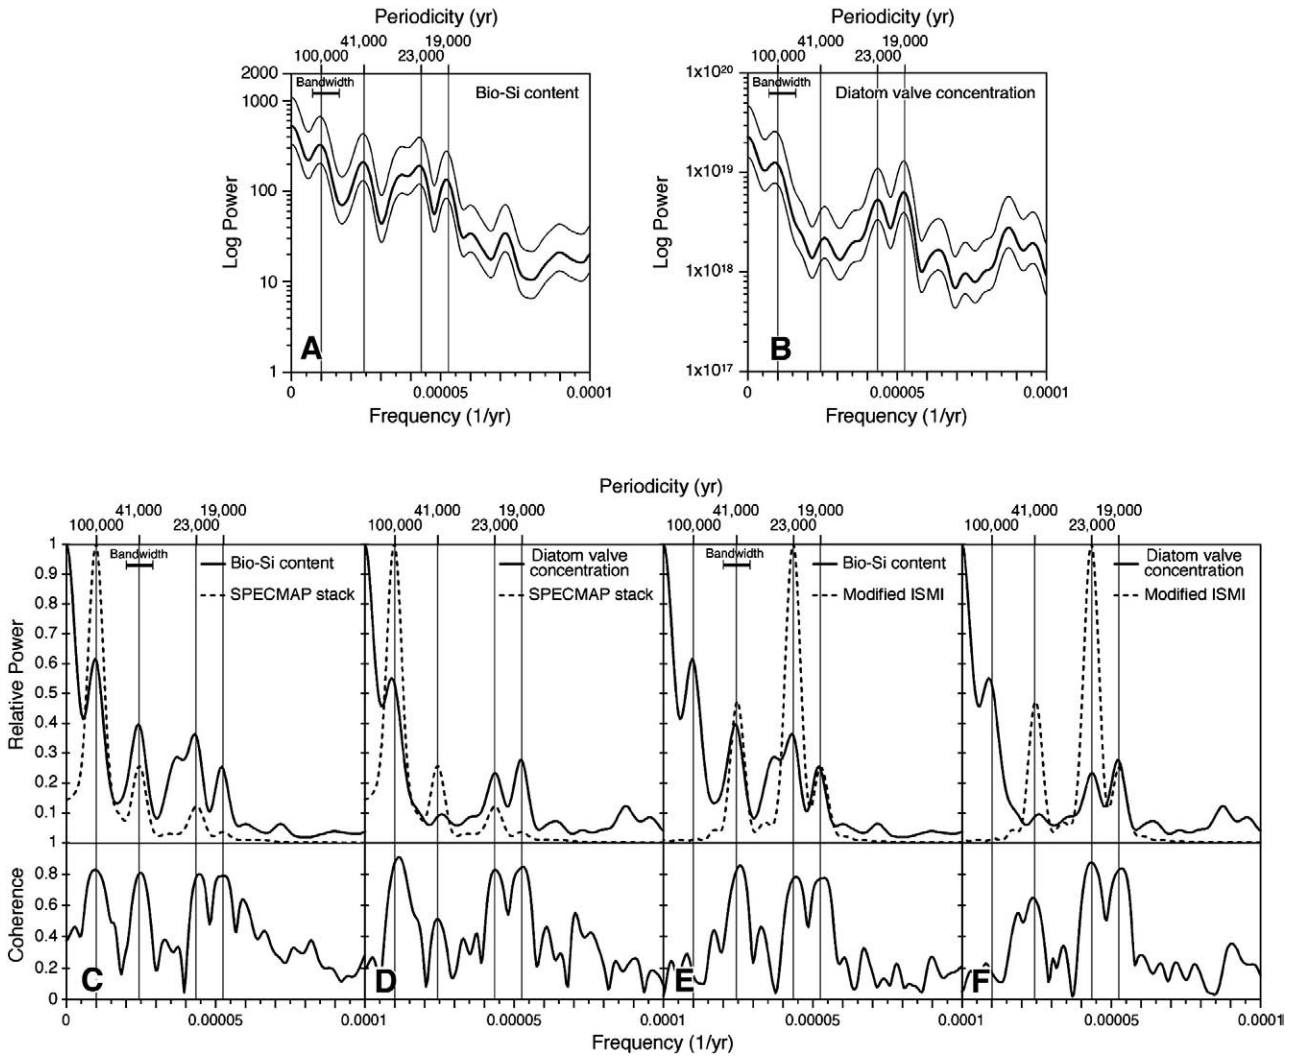 Periodicity (yr)
41,000 19,000
100,000 23,000
2000
Bandwidth
Bio-Si content
1000
100
10
1
Log Power
A
0 0.00005 0.0001
Frequency (1/yr)
Periodicity (yr)
41,000 19,000
100,000 23,000
1x10²⁰
Bandwidth
Diatom valve concentration
1x10¹⁹
1x10¹⁸
1x10¹⁷
Log Power
B
0 0.00005 0.0001
Frequency (1/yr)
Periodicity (yr)
41,000 19,000 41,000 19,000 41,000 19,000 41,000 19,000
100,000 23,000 100,000 23,000 100,000 23,000 100,000 23,000
1
0.9
0.8
0.7
0.6
0.5
0.4
0.3
0.2
0.1
1
Relative Power
Bandwidth
Bio-Si content
SPECMAP stack
Diatom valve
concentration
SPECMAP stack
Bandwidth
Bio-Si content
Modified ISMI
Diatom valve
concentration
Modified ISMI
0.8
0.6
0.4
0.2
0
Coherence
C D E F
0 0.00005 0.0001 0.00005 0.0001 0.00005 0.0001 0.00005 0.0001
Frequency (1/yr) Frequency (1/yr)